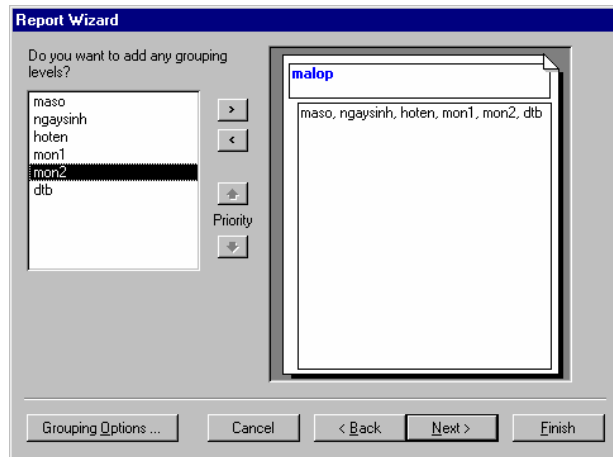 Report Wizard
Do you want to add any grouping
levels?
maso
ngaysinh
hoten
mon1
mon2
dtb
>
<
Priority
malop
maso, ngaysinh, hoten, mon1, mon2, dtb
Grouping Options ...
Cancel
< Back
Next >
Finish